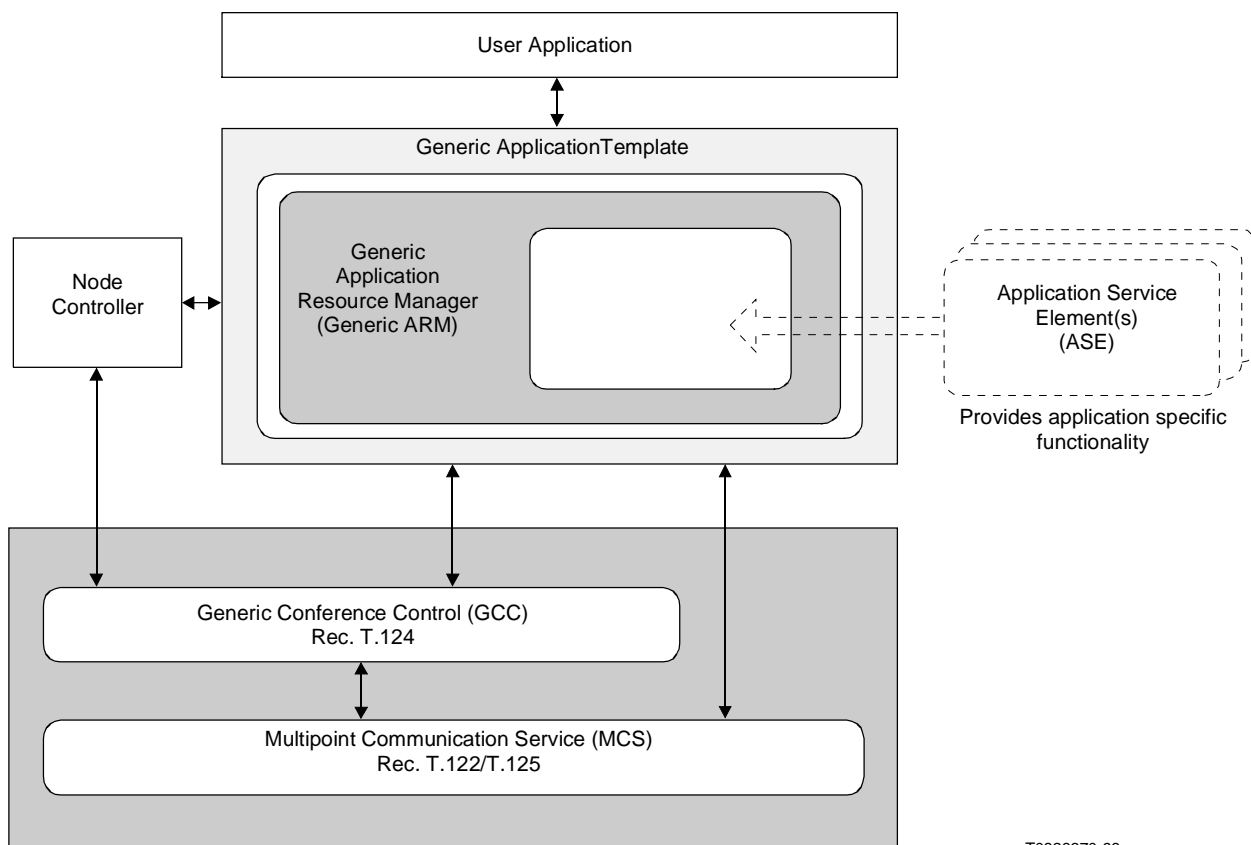 User Application
Generic ApplicationTemplate
Node
Controller
Generic
Application
Resource Manager
(Generic ARM)
Application Service
Element(s)
(ASE)
Provides application specific
functionality
Generic Conference Control (GCC)
Rec. T.124
Multipoint Communication Service (MCS)
Rec. T.122/T.125